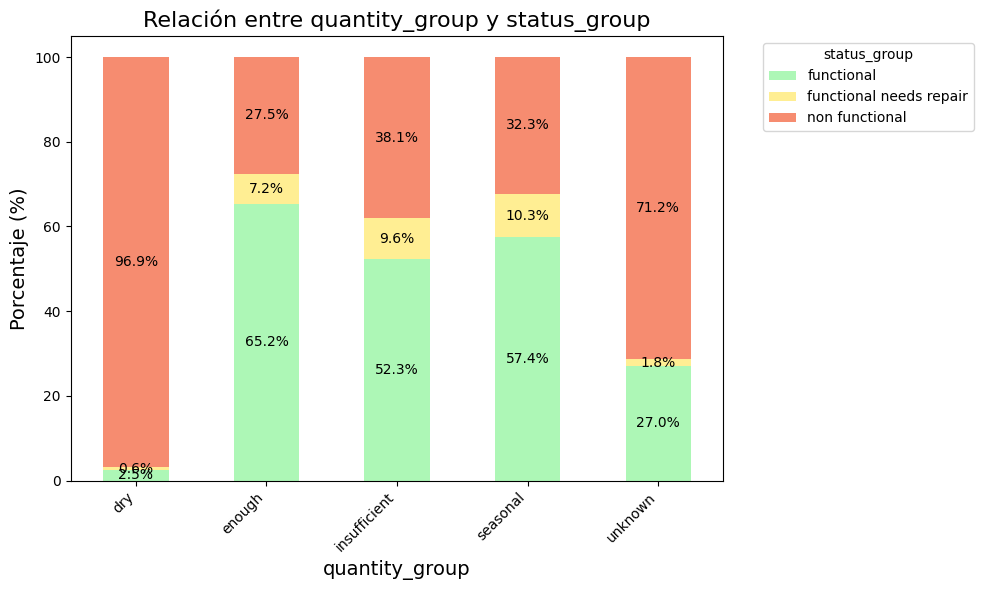 Relación entre quantity_group y status_group
Porcentaje (%)
100
80
60
40
20
0
96.9%
0.6%
2.5%
27.5%
7.2%
65.2%
38.1%
9.6%
52.3%
32.3%
10.3%
57.4%
71.2%
1.8%
27.0%
dry
enough
insufficient
seasonal
unknown
quantity_group
status_group
functional
functional needs repair
non functional